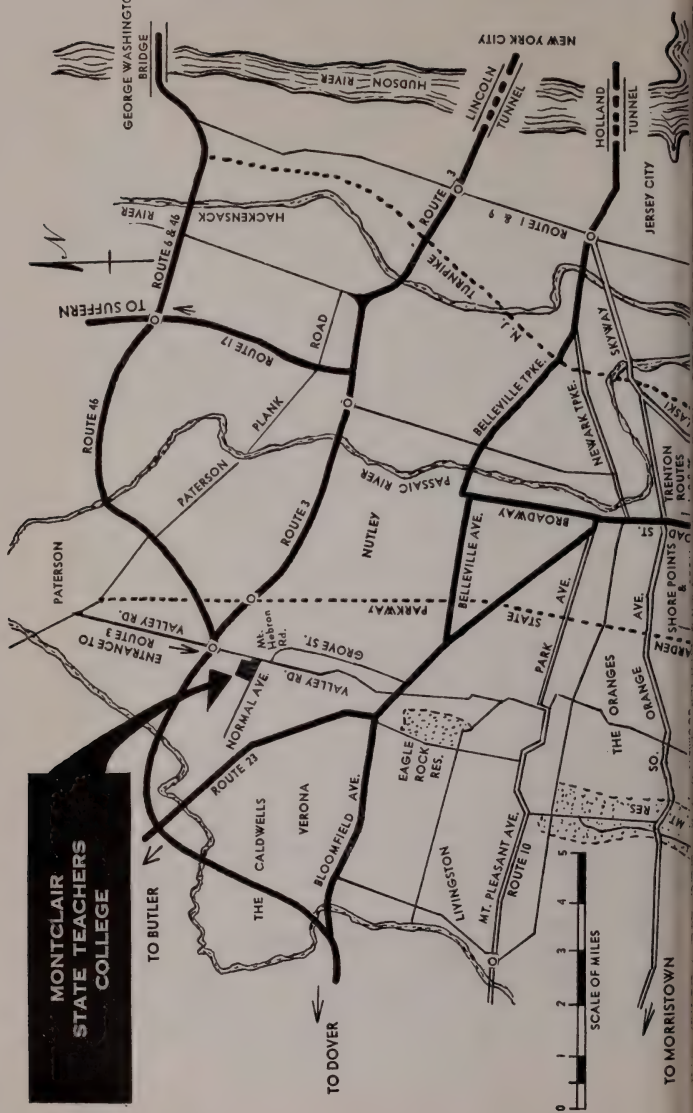 GEORGE WASHINGTON
BRIDGE
HUDSON
RIVER
LINCOLN
TUNNEL
NEW YORK CITY
HOLLAND
TUNNEL
JERSEY CITY
HACKENSACK
RIVER
N
ROUTE 6 & 46
TO SUFFERN
ROUTE 17
ROUTE 3
ROUTE 1 & 9
N. J.
TURNPIKE
SKYWAY
ROAD
PLANK
PATERSON
ROUTE 46
BELLEVILLE TPKE.
NEWARK TPKE.
PASSAIC RIVER
ROUTE 3
NUTLEY
BELLEVILLE AVE.
BROADWAY
ST.
TRENTON
ROUTES
PATERSON
VALLEY RD.
ENTRANCE TO
ROUTE 3
Mt.
Hebron
Rd.
GROVE ST.
VALLEY RD.
NORMAL AVE.
PARKWAY
STATE
PARK AVE.
SHORE POINTS
&
MONTCLAIR
STATE TEACHERS
COLLEGE
ROUTE 23
TO BUTLER
THE CALDWELLS
VERONA
BLOOMFIELD AVE.
EAGLE
ROCK
RES.
LIVINGSTON
MT. PLEASANT AVE.
ROUTE 10
THE ORANGES
SO. ORANGE AVE.
MT
RES
TO DOVER
TO MORRISTOWN
0 1 2 3 4 5
SCALE OF MILES